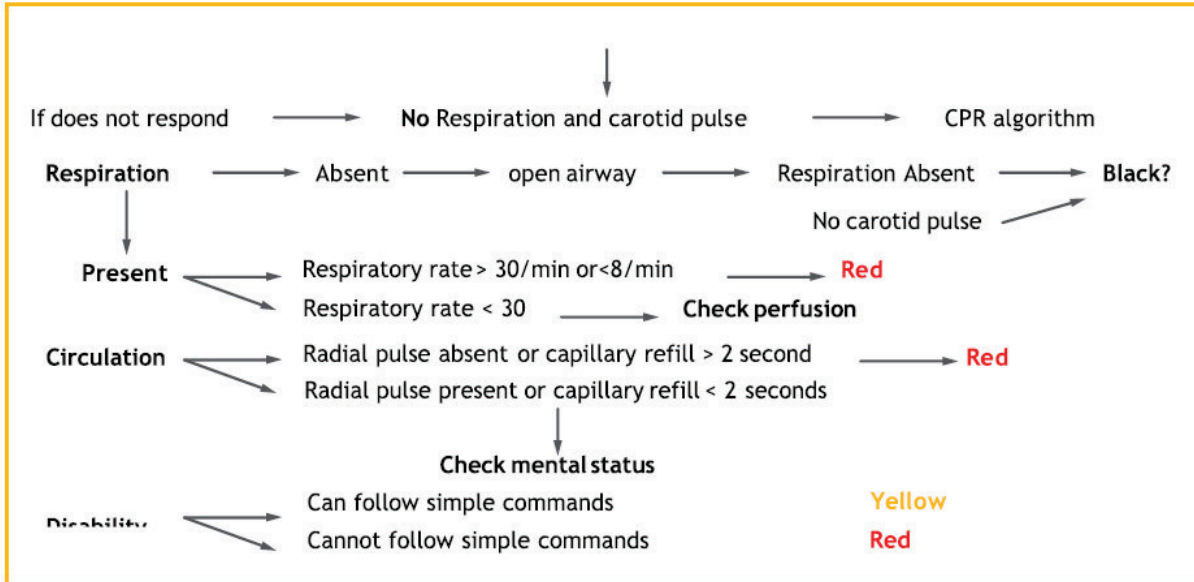 If does not respond No Respiration and carotid pulse CPR algorithm
Respiration Absent open airway Respiration Absent Black?
No carotid pulse
Present Respiratory rate > 30/min or<8/min Red
Respiratory rate < 30 Check perfusion
Circulation Radial pulse absent or capillary refill > 2 second Red
Radial pulse present or capillary refill < 2 seconds
Check mental status
Can follow simple commands Yellow
Disability
Cannot follow simple commands Red